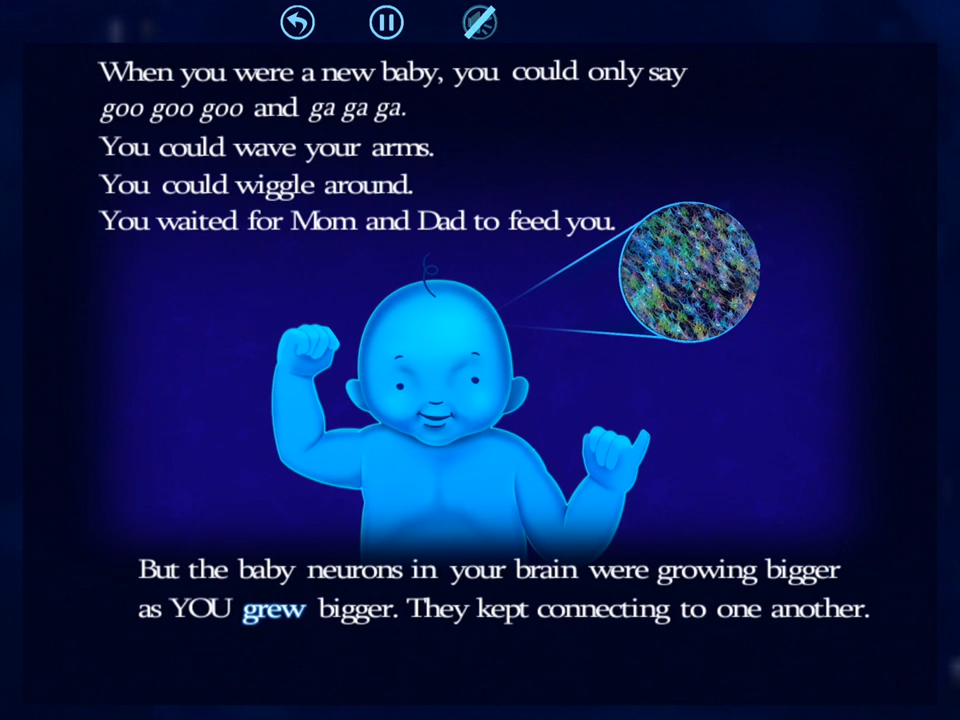 When you were a new baby, you could only say
goo goo goo and ga ga ga.
You could wave your arms.
You could wiggle around.
You waited for Mom and Dad to feed you.
But the baby neurons in your brain were growing bigger
as YOU grew bigger. They kept connecting to one another.